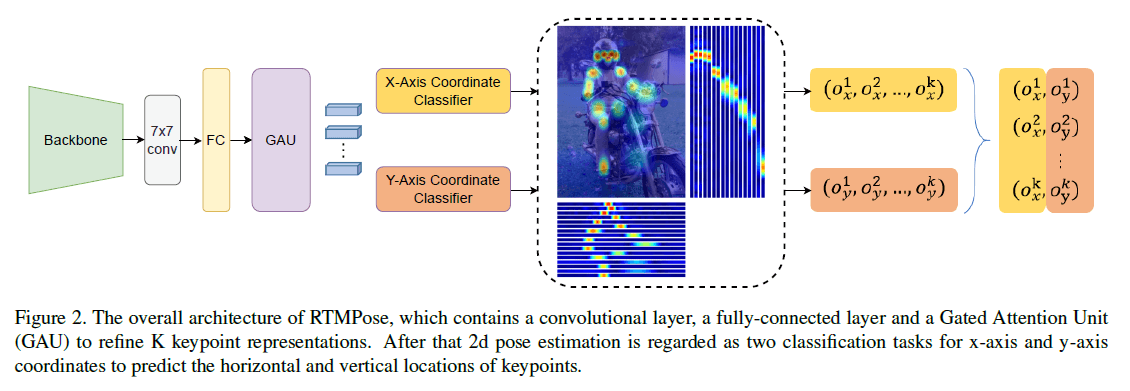 Backbone
7x7
conv
FC
GAU
X-Axis Coordinate
Classifier
Y-Axis Coordinate
Classifier
(o_x^1, o_x^2, ..., o_x^k)
(o_y^1, o_y^2, ..., o_y^k)
(o_x^1, o_y^1)
(o_x^2, o_y^2)
⋮
(o_x^k, o_y^k)
Figure 2. The overall architecture of RTMPose, which contains a convolutional layer, a fully-connected layer and a Gated Attention Unit
(GAU) to refine K keypoint representations. After that 2d pose estimation is regarded as two classification tasks for x-axis and y-axis
coordinates to predict the horizontal and vertical locations of keypoints.